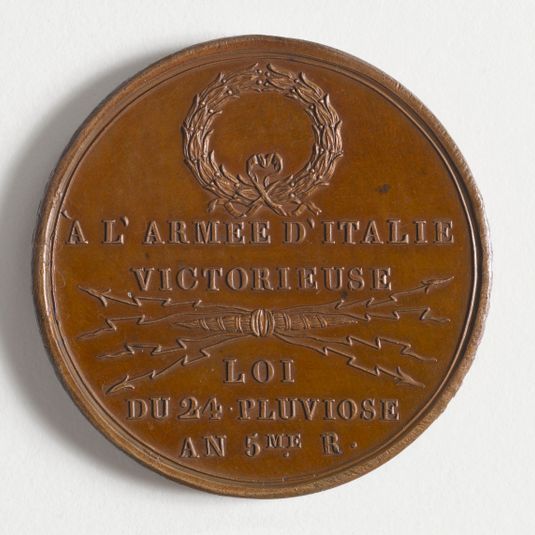 À L'ARMEE D'ITALIE
VICTORIEUSE
LOI
DU 24 · PLUVIOSE
AN 5ME R.